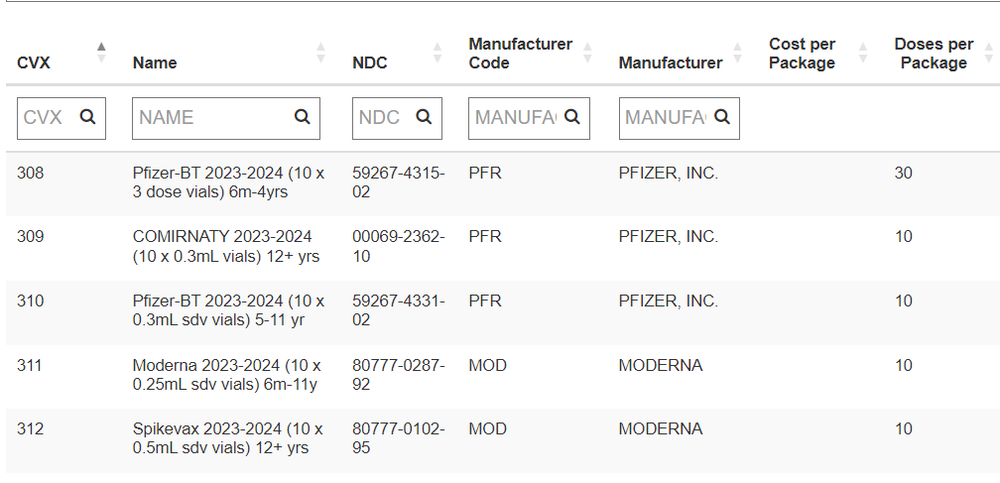 CVX Name NDC Manufacturer Code Manufacturer Cost per Package Doses per Package
CVX NAME NDC MANUFA MANUFA
308 Pfizer-BT 2023-2024 (10 x 59267-4315- PFR PFIZER, INC. 30
3 dose vials) 6m-4yrs 02
309 COMIRNATY 2023-2024 00069-2362- PFR PFIZER, INC. 10
(10 x 0.3mL vials) 12+ yrs 10
310 Pfizer-BT 2023-2024 (10 x 59267-4331- PFR PFIZER, INC. 10
0.3mL sdv vials) 5-11 yr 02
311 Moderna 2023-2024 (10 x 80777-0287- MOD MODERNA 10
0.25mL sdv vials) 6m-11y 92
312 Spikevax 2023-2024 (10 x 80777-0102- MOD MODERNA 10
0.5mL sdv vials) 12+ yrs 95